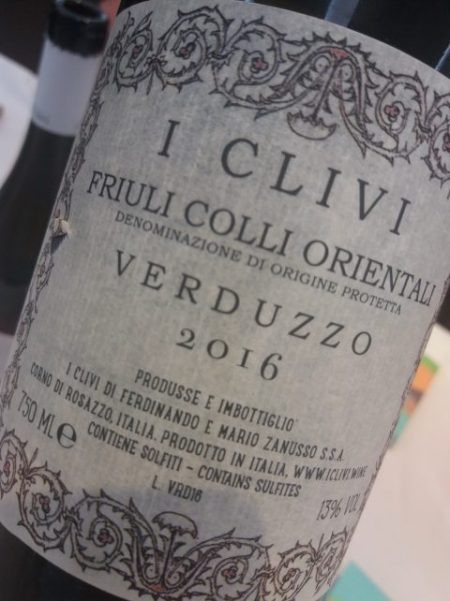 I CLIVI
FRIULI COLLI ORIENTALI
DENOMINAZIONE DI ORIGINE PROTETTA
VERDUZZO
2016
PRODUSSE E IMBOTTIGLIO'
I CLIVI DI FERDINANDO E MARIO ZANUSSO S.S.A.
CORNO DI ROSAZZO, ITALIA. PRODOTTO IN ITALIA, WWW.ICLIVI.WINE
750 ML e CONTIENE SOLFITI - CONTAINS SULFITES 13% VOL
L. VRD16